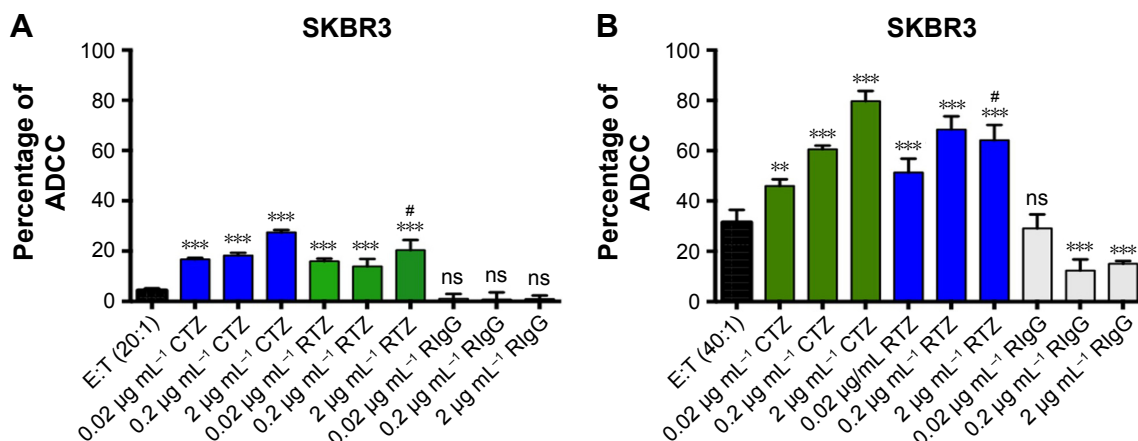 A
SKBR3
Percentage of
ADCC
100
80
60
40
20
0
***
***
***
***
***
#
***
ns
ns
ns
E:T (20:1)
0.02 µg mL⁻¹ CTZ
0.2 µg mL⁻¹ CTZ
2 µg mL⁻¹ CTZ
0.02 µg mL⁻¹ RTZ
0.2 µg mL⁻¹ RTZ
2 µg mL⁻¹ RTZ
0.02 µg mL⁻¹ RIgG
0.2 µg mL⁻¹ RIgG
2 µg mL⁻¹ RIgG
B
SKBR3
Percentage of
ADCC
100
80
60
40
20
0
**
***
***
***
***
#
***
ns
***
***
E:T (40:1)
0.02 µg mL⁻¹ CTZ
0.2 µg mL⁻¹ CTZ
2 µg mL⁻¹ CTZ
0.02 µg/mL RTZ
0.2 µg mL⁻¹ RTZ
2 µg mL⁻¹ RTZ
0.02 µg mL⁻¹ RIgG
0.2 µg mL⁻¹ RIgG
2 µg mL⁻¹ RIgG